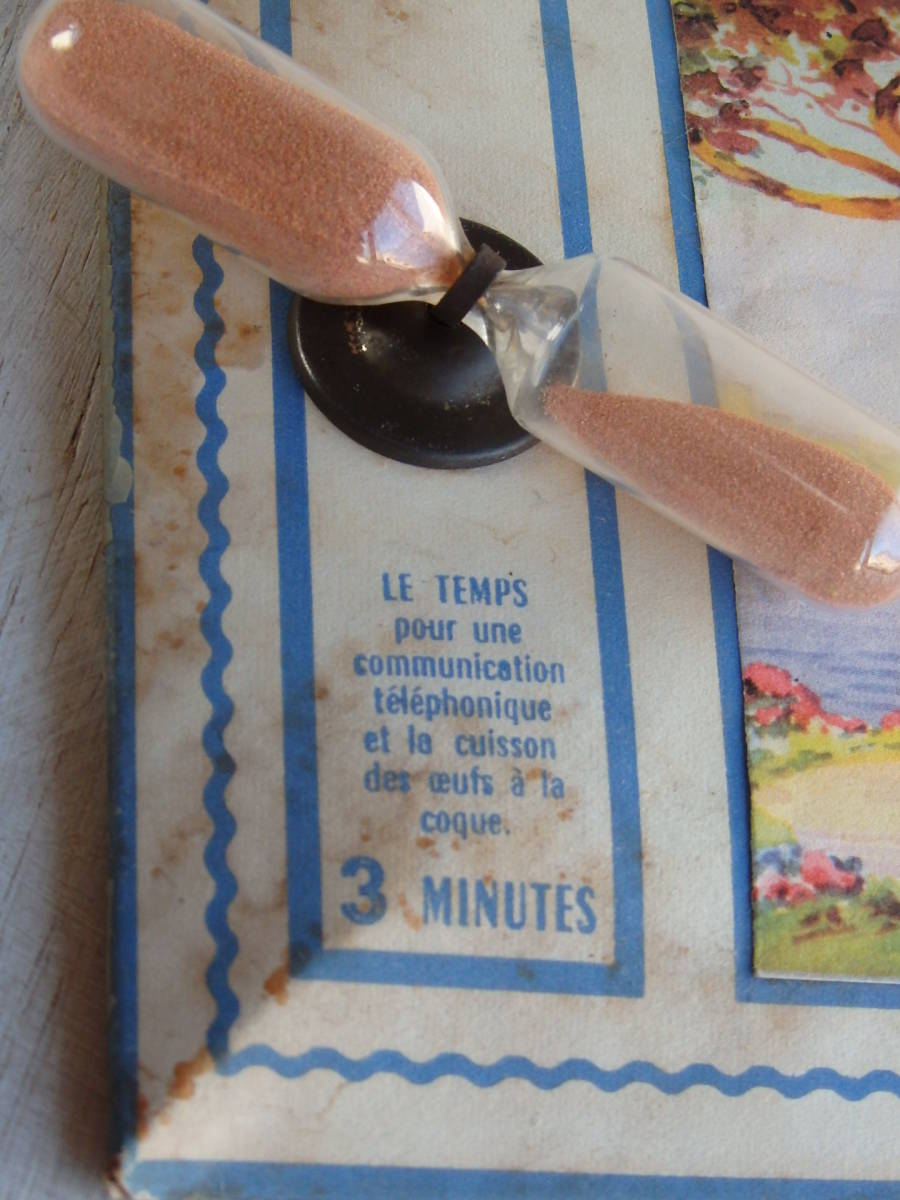 LE TEMPS
pour une
communication
téléphonique
et la cuisson
des œufs à la
coque.
3 MINUTES